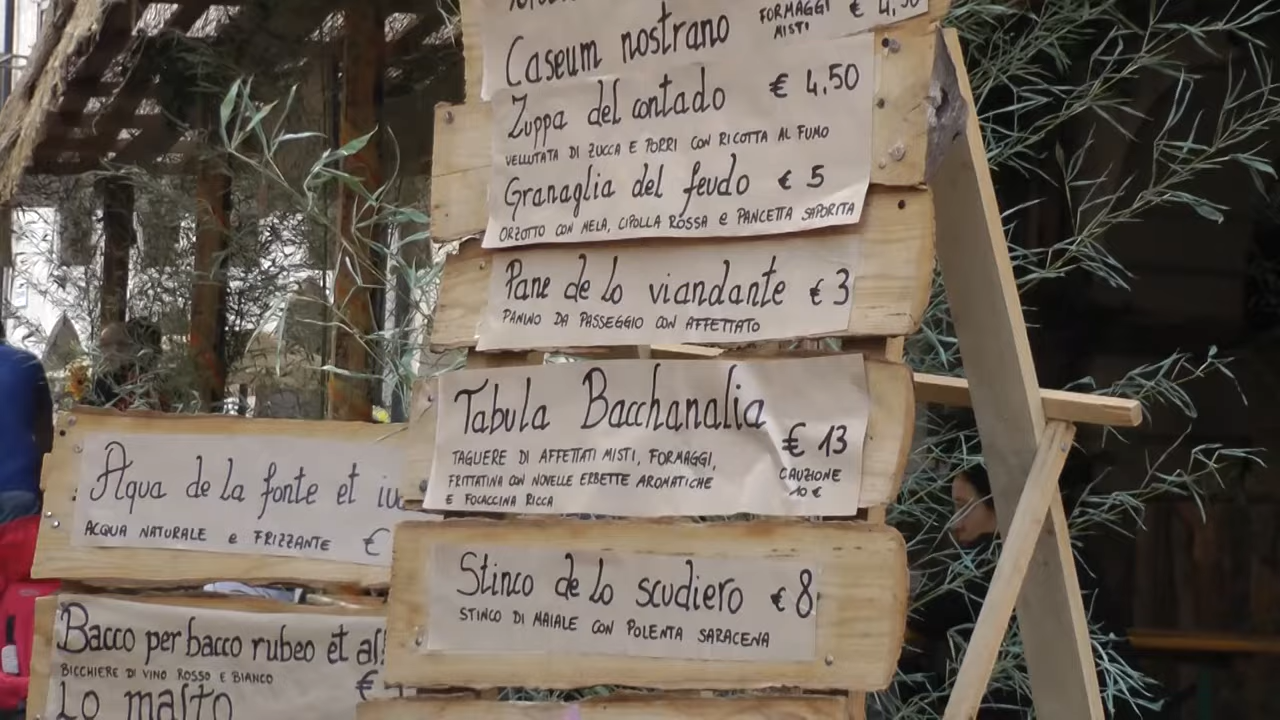 Caseum nostrano FORMAGGI MISTI € 4,50
Zuppa del contado € 4,50
VELLUTATA DI ZUCCA E PORRI CON RICOTTA AL FUMO
Granaglia del feudo € 5
ORZOTTO CON MELA, CIPOLLA ROSSA e PANCETTA SAPORITA
Pane de lo viandante € 3
PANINO DA PASSEGGIO CON AFFETTATO
Tabula Bacchanalia € 13
TAGLIERE DI AFFETTATI MISTI, FORMAGGI,
FRITTATINA CON NOVELLE ERBETTE AROMATICHE
E FOCACCINA RICCA
CAUZIONE
10 €
Stinco de lo scudiero € 8
STINCO DI MAIALE CON POLENTA SARACENA
Aqua de la fonte et
ACQUA NATURALE e FRIZZANTE €
Bacco per bacco rubeo et al
BICCHIERE DI VINO ROSSO E BIANCO €
Lo masto